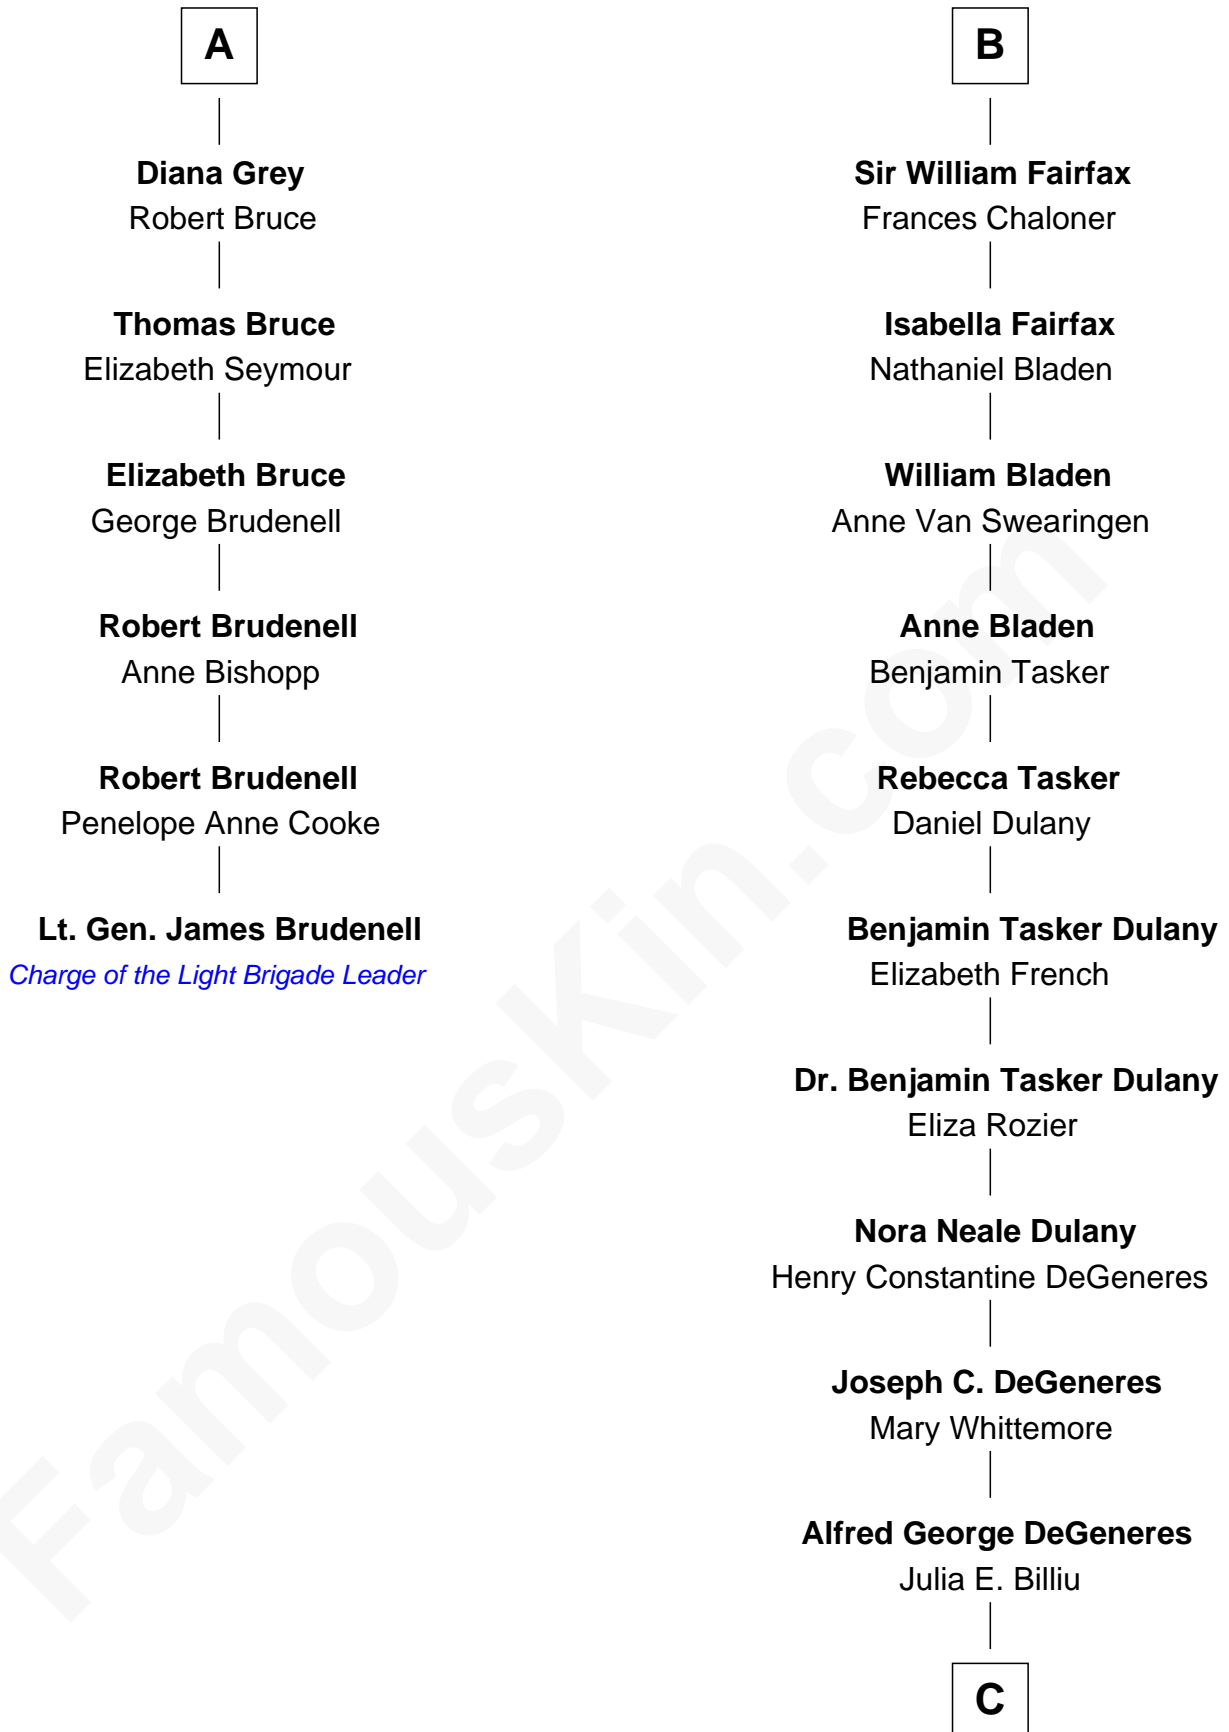 A
Diana Grey
Robert Bruce
Thomas Bruce
Elizabeth Seymour
Elizabeth Bruce
George Brudenell
Robert Brudenell
Anne Bishopp
Robert Brudenell
Penelope Anne Cooke
Lt. Gen. James Brudenell
Charge of the Light Brigade Leader
B
Sir William Fairfax
Frances Chaloner
Isabella Fairfax
Nathaniel Bladen
William Bladen
Anne Van Swearingen
Anne Bladen
Benjamin Tasker
Rebecca Tasker
Daniel Dulany
Benjamin Tasker Dulany
Elizabeth French
Dr. Benjamin Tasker Dulany
Eliza Rozier
Nora Neale Dulany
Henry Constantine DeGeneres
Joseph C. DeGeneres
Mary Whittemore
Alfred George DeGeneres
Julia E. Billiu
C
FamousKin.com